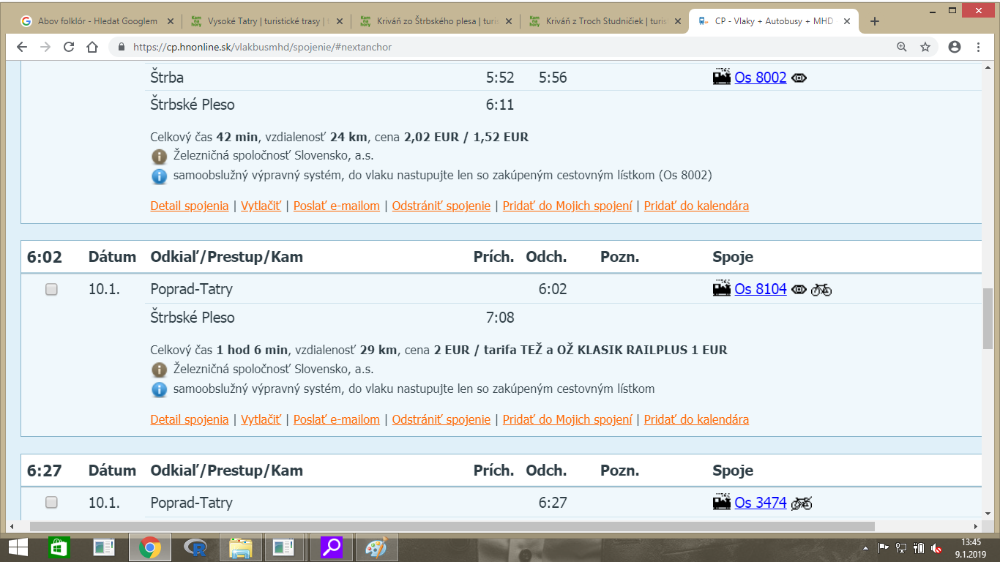 Abov folklór - Hledat Googlem
Vysoké Tatry | turistické trasy | t
Kriváň zo Štrbského plesa | turis
Kriváň z Troch Studničiek | turis
CP - Vlaky + Autobusy + MHD
https://cp.hnonline.sk/vlakbusmhd/spojenie/#nextanchor
Štrba 5:52 5:56 Os 8002
Štrbské Pleso 6:11
Celkový čas 42 min, vzdialenosť 24 km, cena 2,02 EUR / 1,52 EUR
Železničná spoločnosť Slovensko, a.s.
samoobslužný výpravný systém, do vlaku nastupujte len so zakúpeným cestovným lístkom (Os 8002)
Detail spojenia | Vytlačiť | Poslať e-mailom | Odstrániť spojenie | Pridať do Mojich spojení | Pridať do kalendára
6:02 Dátum Odkiaľ/Prestup/Kam Prích. Odch. Pozn. Spoje
10.1. Poprad-Tatry 6:02 Os 8104
Štrbské Pleso 7:08
Celkový čas 1 hod 6 min, vzdialenosť 29 km, cena 2 EUR / tarifa TEŽ a OŽ KLASIK RAILPLUS 1 EUR
Železničná spoločnosť Slovensko, a.s.
samoobslužný výpravný systém, do vlaku nastupujte len so zakúpeným cestovným lístkom
Detail spojenia | Vytlačiť | Poslať e-mailom | Odstrániť spojenie | Pridať do Mojich spojení | Pridať do kalendára
6:27 Dátum Odkiaľ/Prestup/Kam Prích. Odch. Pozn. Spoje
10.1. Poprad-Tatry 6:27 Os 3474
13:45
9.1.2019